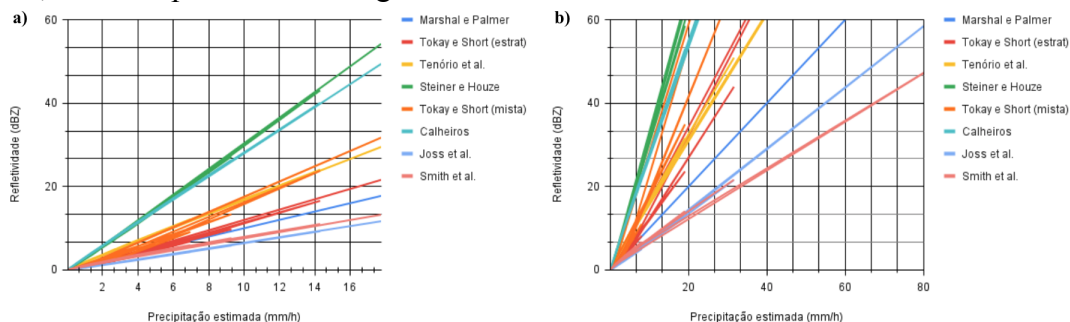 a)
60
40
20
0
2 4 6 8 10 12 14 16
Refletividade (dBZ)
Precipitação estimada (mm/h)
Marshal e Palmer
Tokay e Short (estrat)
Tenório et al.
Steiner e Houze
Tokay e Short (mista)
Calheiros
Joss et al.
Smith et al.
b)
60
40
20
0
20 40 60 80
Refletividade (dBZ)
Precipitação estimada (mm/h)
Marshal e Palmer
Tokay e Short (estrat)
Tenório et al.
Steiner e Houze
Tokay e Short (mista)
Calheiros
Joss et al.
Smith et al.